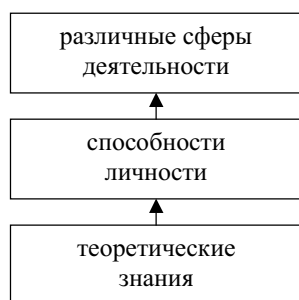 различные сферы
деятельности
способности
личности
теоретические
знания